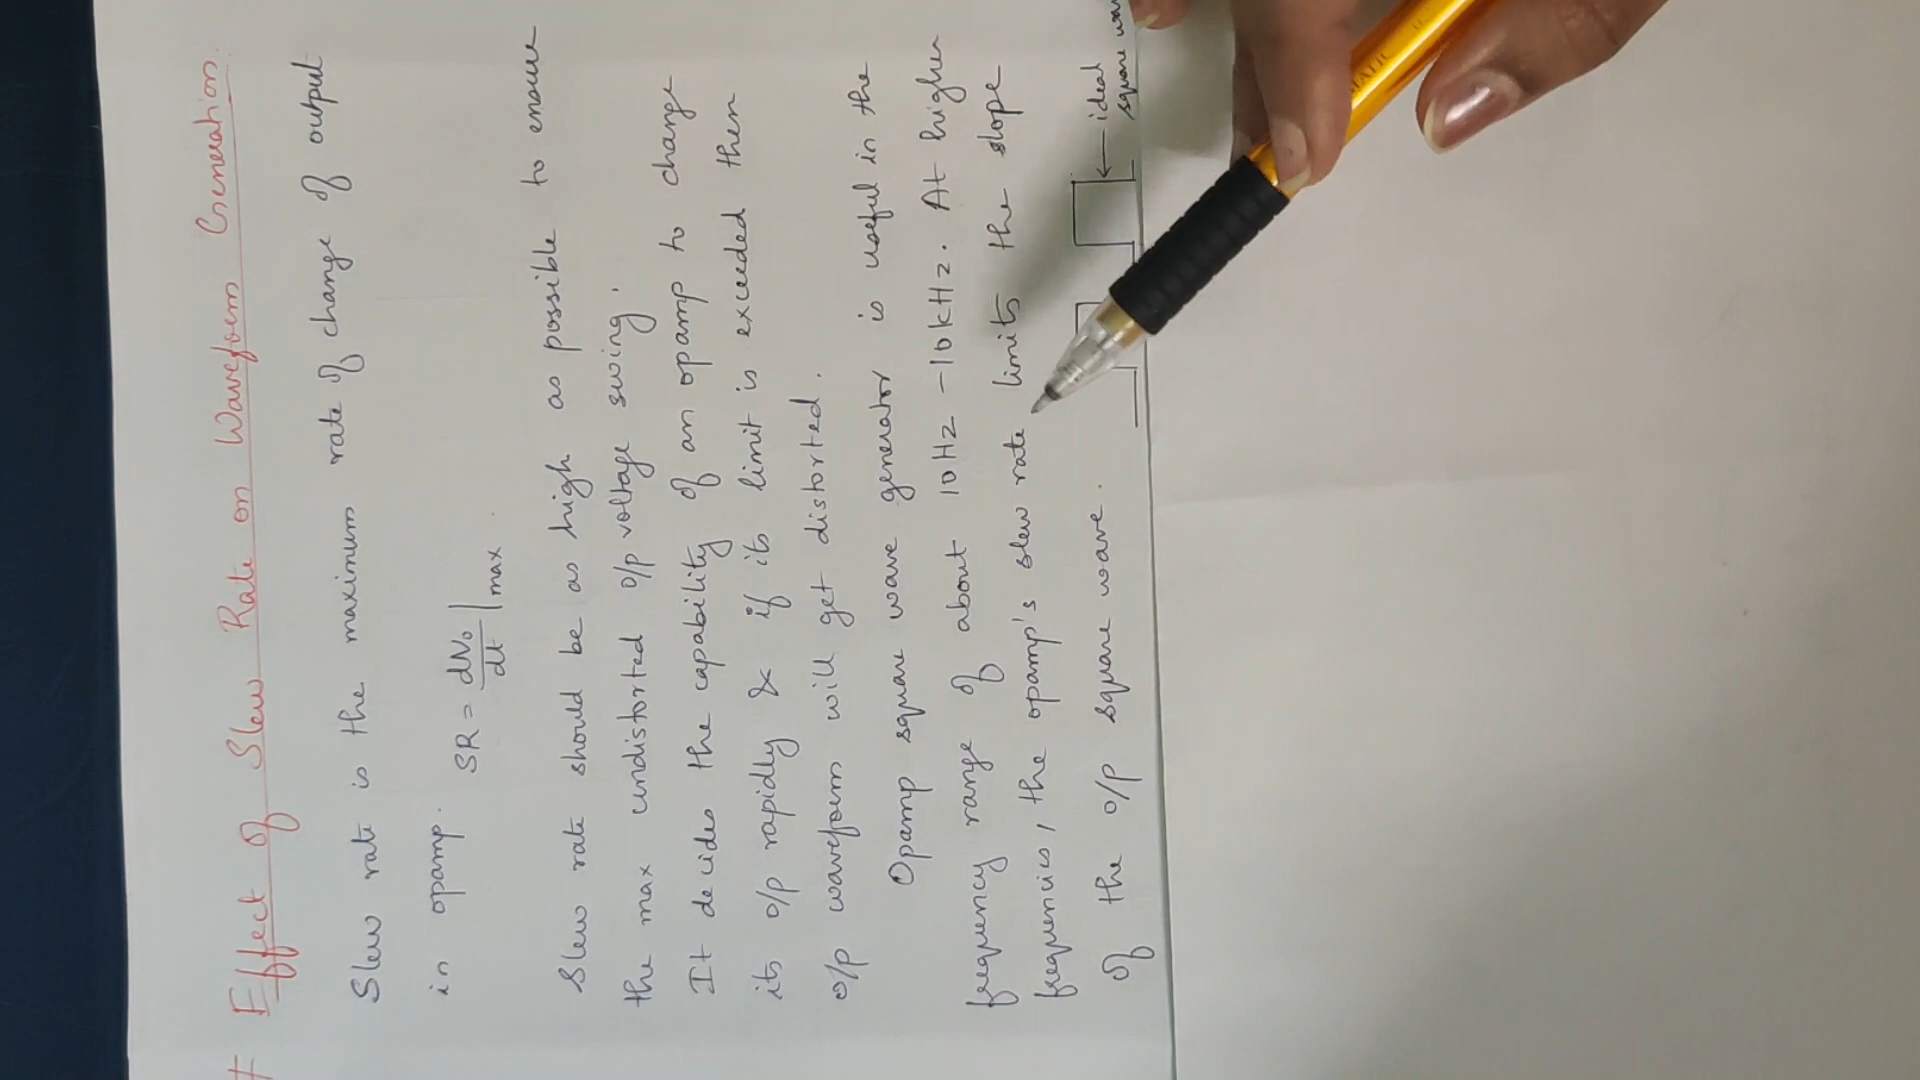 # Effect of Slew Rate on Waveform Generation.
Slew rate is the maximum rate of change of output
in opamp.
SR = dVo/dt | max.
Slew rate should be as high as possible to ensure
the max undistorted o/p voltage swing.
It decides the capability of an opamp to change
its o/p rapidly & if its limit is exceeded then
o/p waveform will get distorted.
Opamp square wave generator is useful in the
frequency range of about 10Hz -10kHz. At higher
frequencies, the opamp's slew rate limits the slope
of the o/p square wave.
← ideal
square